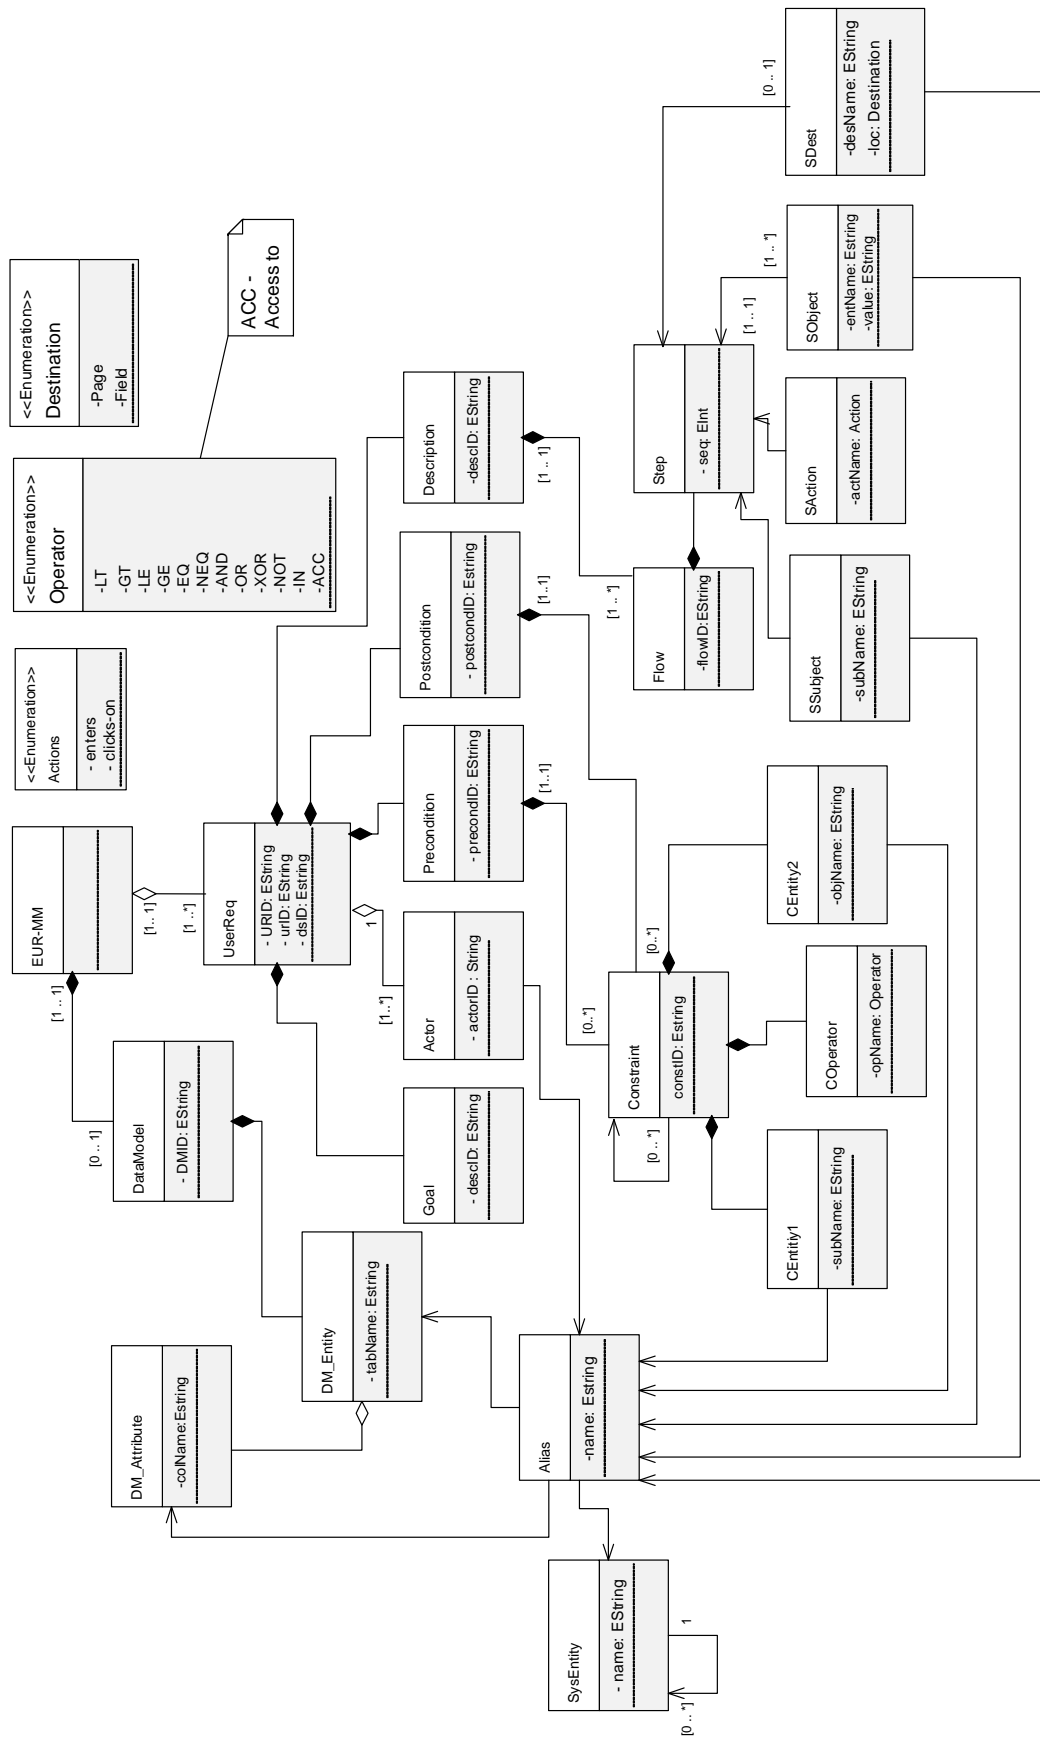 EUR-MM
[1 .. 1]
[1..1]
<<Enumeration>>
Actions
- enters
- clicks-on
<<Enumeration>>
Operator
-LT
-GT
-LE
-GE
-EQ
-NEQ
-AND
-OR
-XOR
-NOT
-IN
-ACC
<<Enumeration>>
Destination
-Page
-Field
ACC -
Access to
DM_Attribute
-colName:Estring
[0 .. 1]
DataModel
- DMID: EString
[1..*]
UserReq
- URID: EString
- urID: EString
- dsID: Estring
DM_Entity
- tabName: Estring
1
[1..*]
Goal
- descID: EString
Actor
- actorID : String
Precondition
- precondID: EString
[1..1]
Postcondition
- postcondID: Estring
[1..1]
Description
-descID: EString
[1 .. 1]
SysEntity
- name: EString
1
[0 .. *]
Alias
-name: Estring
[0..*]
Constraint
constID: Estring
[0 .. *]
[0..*]
[1 .. *]
Flow
-flowID:EString
Step
- seq: EInt
[1 .. 1]
[1 .. *]
[0 .. 1]
CEntitiy1
-subName: EString
COperator
-opName: Operator
CEntity2
-objName: EString
SSubject
-subName: EString
SAction
-actName: Action
SObject
-entName: Estring
-value: EString
SDest
-desName: EString
-loc: Destination